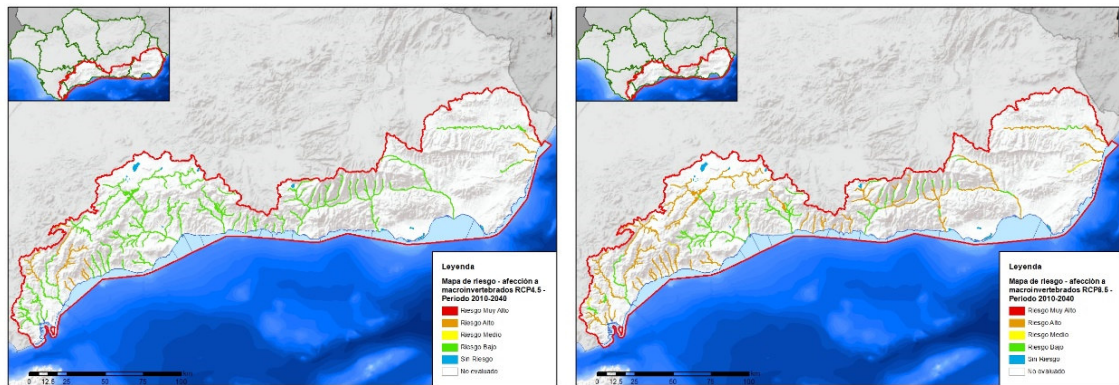 Leyenda
Mapa de riesgo - afección a
macroinvertebrados RCP4.5 -
Periodo 2010-2040
Riesgo Muy Alto
Riesgo Alto
Riesgo Medio
Riesgo Bajo
Sin Riesgo
No evaluado
0 12.5 25 50 75 100
Leyenda
Mapa de riesgo - afección a
macroinvertebrados RCP8.5 -
Periodo 2010-2040
Riesgo Muy Alto
Riesgo Alto
Riesgo Medio
Riesgo Bajo
Sin Riesgo
No evaluado
0 12.5 25 50 75 100